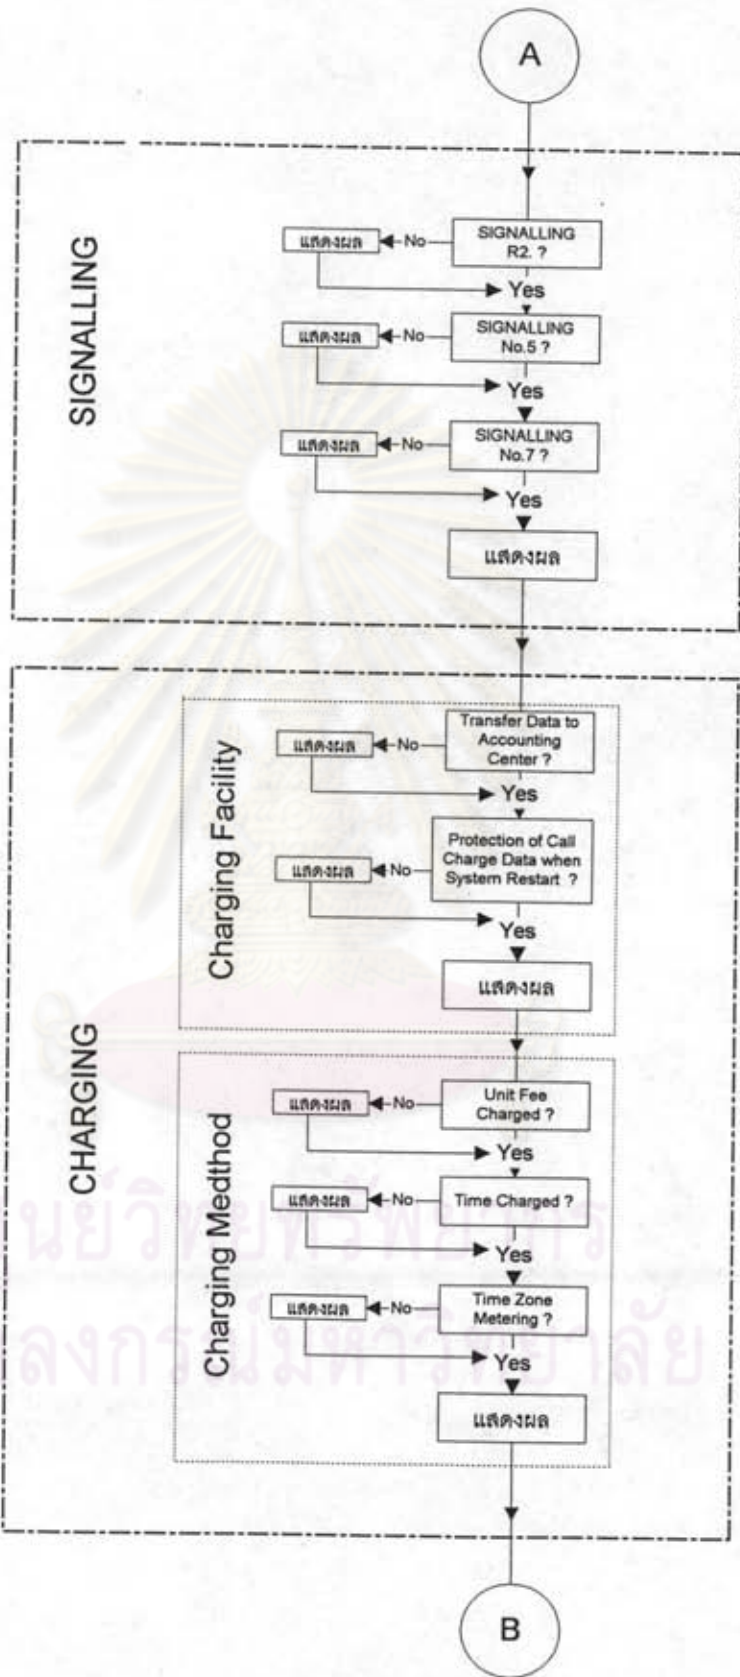 A
SIGNALLING
SIGNALLING
R2. ?
No
แสดงผล
Yes
SIGNALLING
No.5 ?
No
แสดงผล
Yes
SIGNALLING
No.7 ?
No
แสดงผล
Yes
แสดงผล
CHARGING
Charging Facility
Transfer Data to
Accounting
Center ?
No
แสดงผล
Yes
Protection of Call
Charge Data when
System Restart ?
No
แสดงผล
Yes
แสดงผล
Charging Medthod
Unit Fee
Charged ?
No
แสดงผล
Yes
Time Charged ?
No
แสดงผล
Yes
Time Zone
Metering ?
No
แสดงผล
Yes
แสดงผล
B